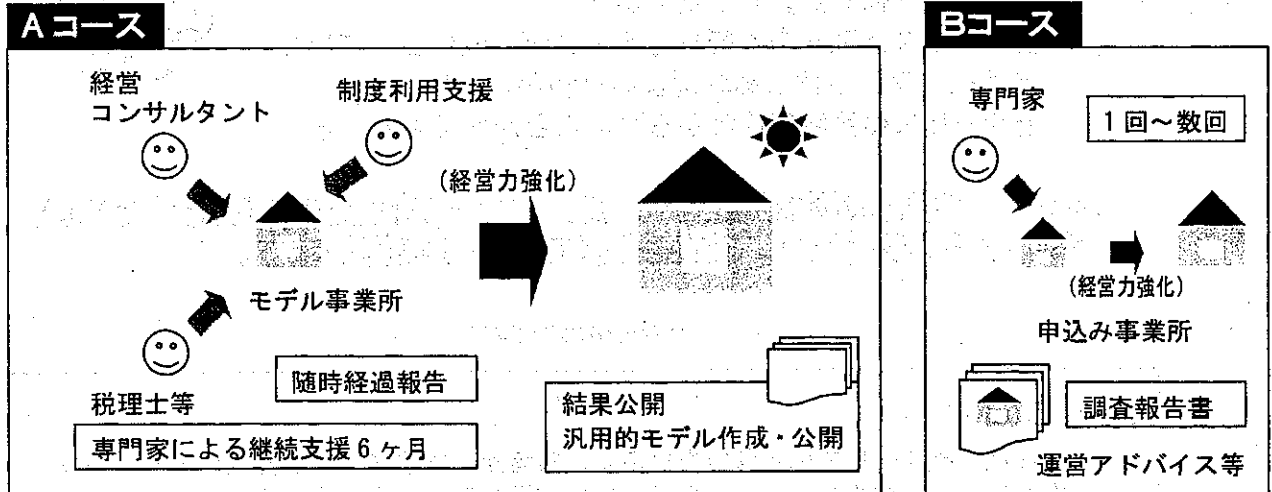 Aコース
経営
コンサルタント
制度利用支援
(経営力強化)
モデル事業所
税理士等
随時経過報告
専門家による継続支援6ヶ月
結果公開
汎用的モデル作成・公開
Bコース
専門家
1回～数回
(経営力強化)
申込み事業所
調査報告書
運営アドバイス等